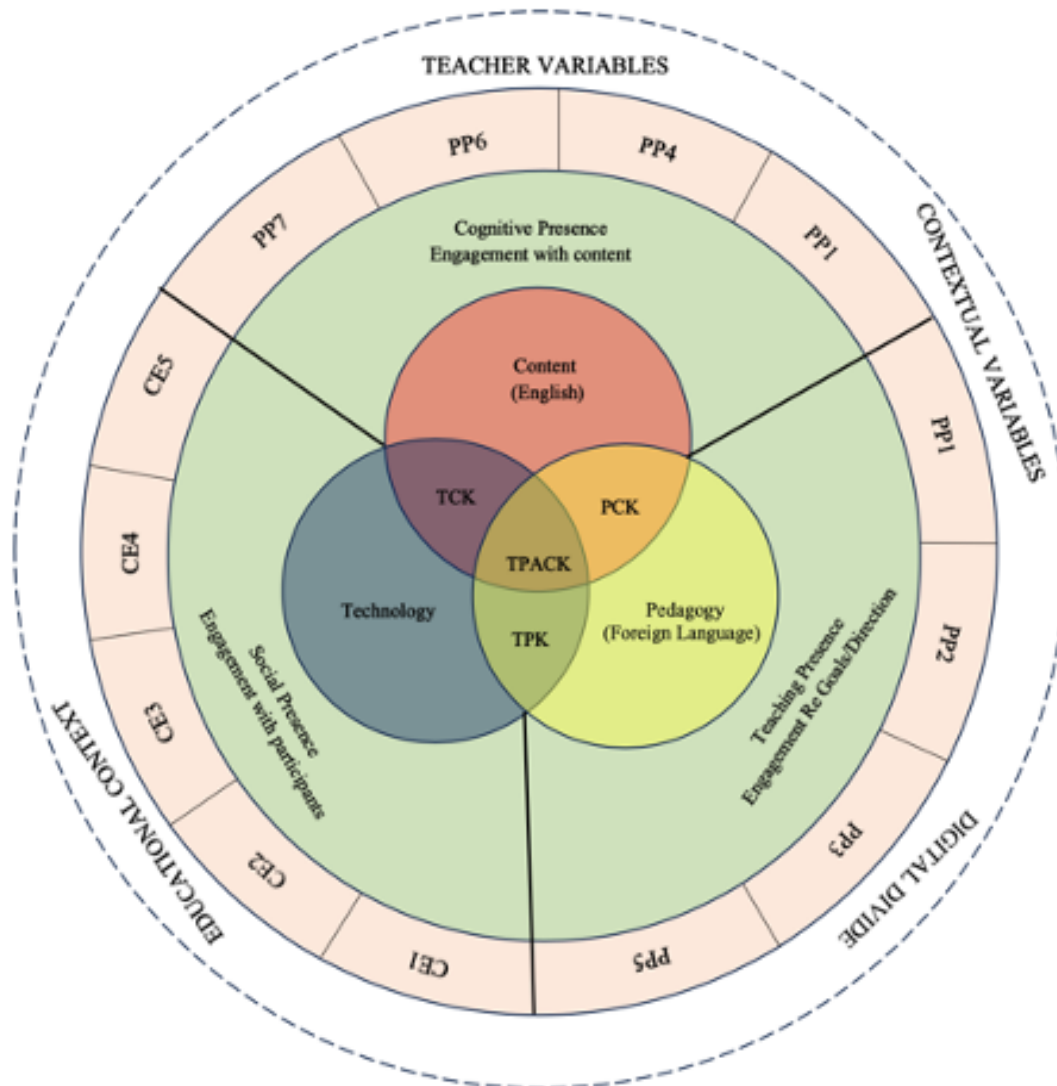 TEACHER VARIABLES
PP6
PP4
PP7
PP1
CONTEXTUAL VARIABLES
Cognitive Presence
Engagement with content
CE5
PP1
Content
(English)
TCK
PCK
CE4
TPACK
Technology
Pedagogy
(Foreign Language)
TPK
PP2
Social Presence
Engagement with participants
Teaching Presence
Engagement Re Goals/Direction
CE3
PP3
EDUCATIONAL CONTEXT
DIGITAL DIVIDE
CE2
CE1
PP5